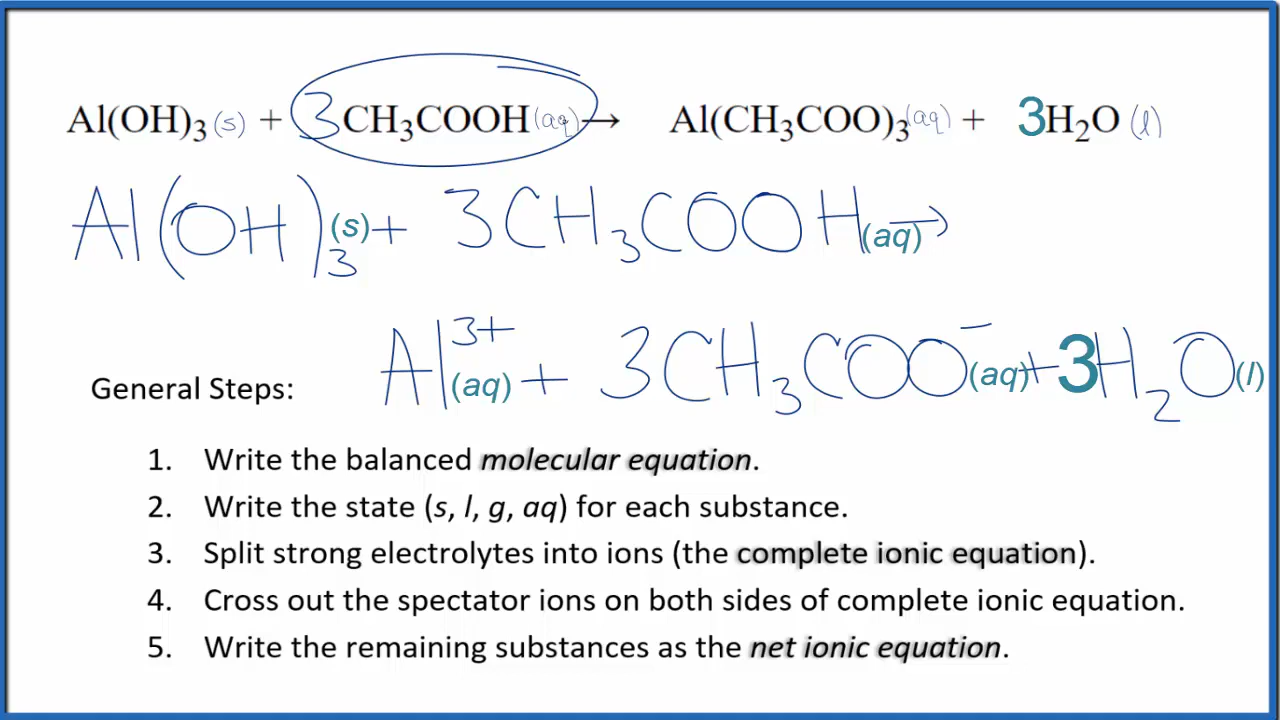 Al(OH)₃(s) + 3CH₃COOH(aq) → Al(CH₃COO)₃(aq) + 3H₂O(l)
Al(OH)₃(s) + 3CH₃COOH(aq) →
Al³⁺(aq) + 3CH₃COO⁻(aq) + 3H₂O(l)
General Steps:
1. Write the balanced molecular equation.
2. Write the state (s, l, g, aq) for each substance.
3. Split strong electrolytes into ions (the complete ionic equation).
4. Cross out the spectator ions on both sides of complete ionic equation.
5. Write the remaining substances as the net ionic equation.